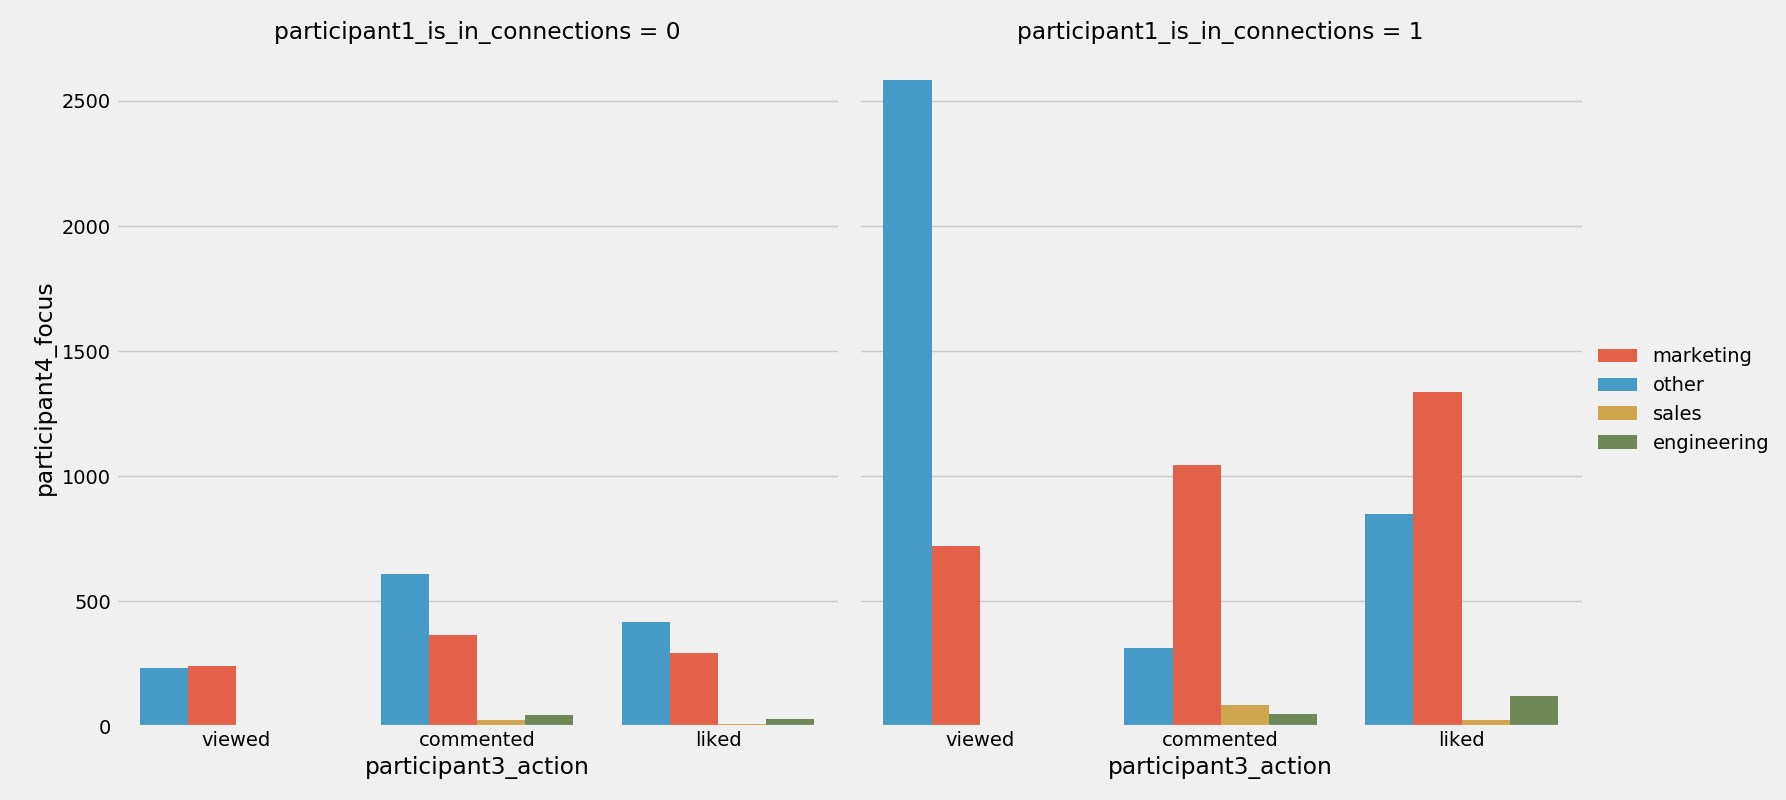 participant1_is_in_connections = 0
participant1_is_in_connections = 1
participant4_focus
2500
2000
1500
1000
500
0
viewed
commented
liked
viewed
commented
liked
participant3_action
participant3_action
marketing
other
sales
engineering